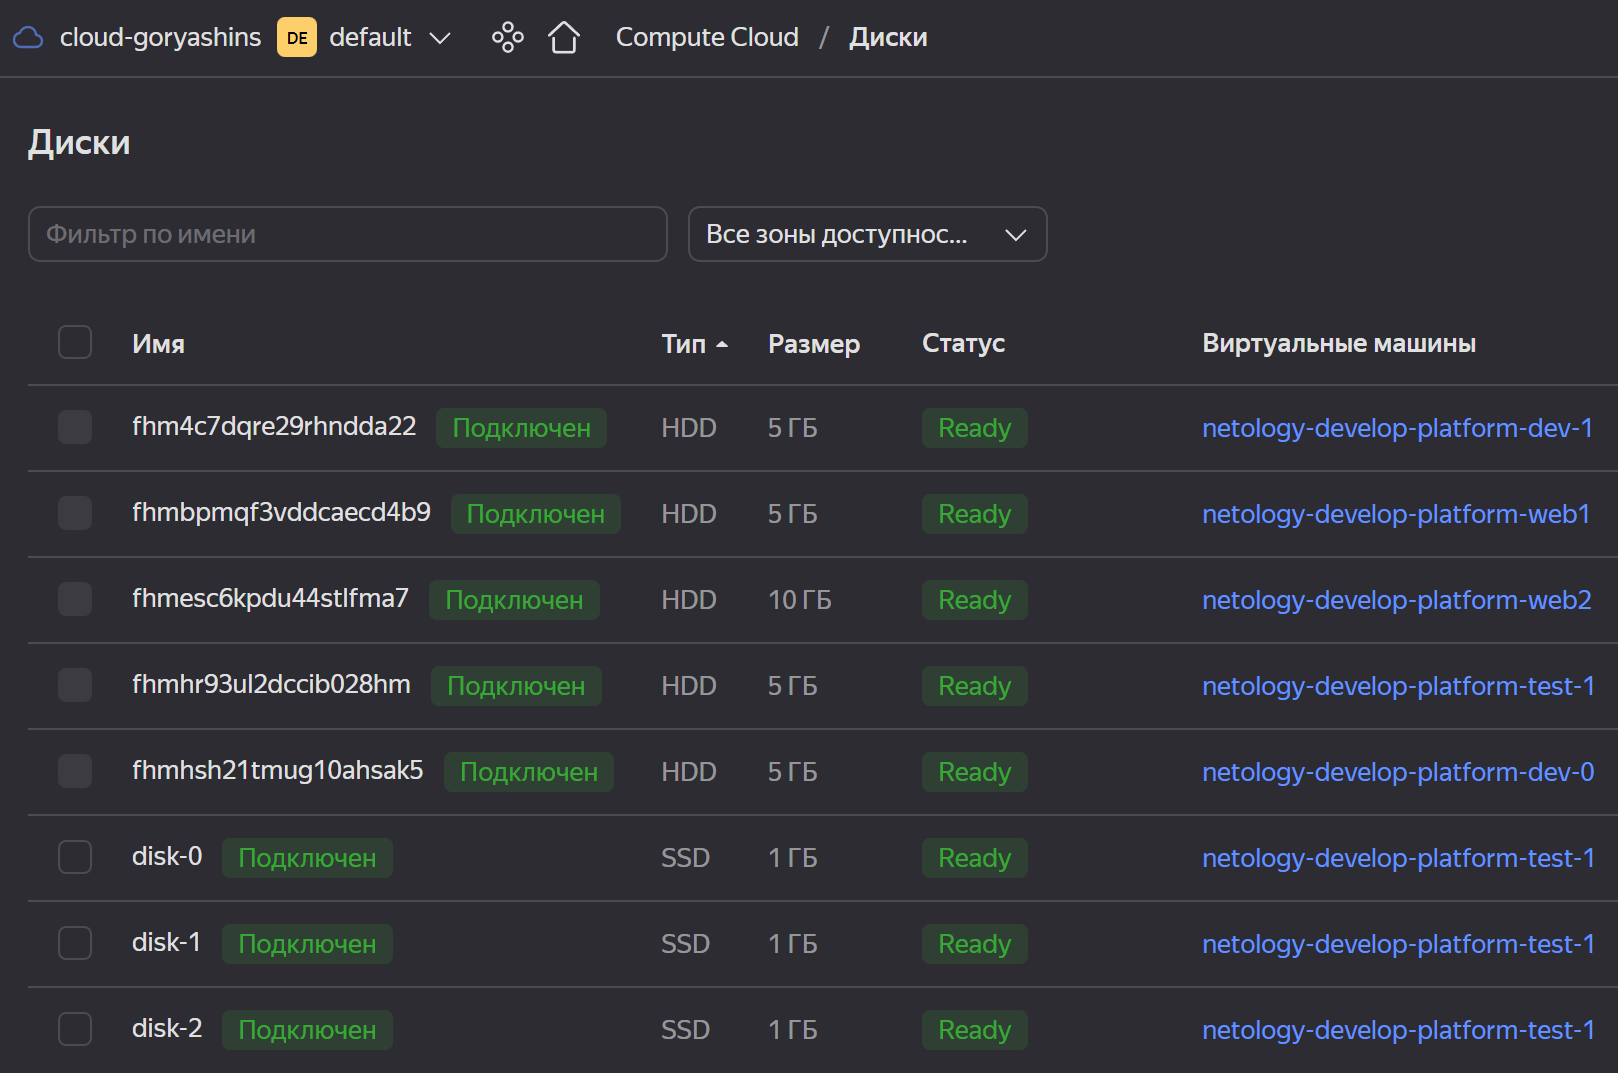 cloud-goryashins DE default Compute Cloud / Диски
Диски
Фильтр по имени Все зоны доступнос...
Имя Тип Размер Статус Виртуальные машины
fhm4c7dqre29rhndda22 Подключен HDD 5 ГБ Ready netology-develop-platform-dev-1
fhmbpmqf3vddcaecd4b9 Подключен HDD 5 ГБ Ready netology-develop-platform-web1
fhmesc6kpdu44stlfma7 Подключен HDD 10 ГБ Ready netology-develop-platform-web2
fhmhr93ul2dccib028hm Подключен HDD 5 ГБ Ready netology-develop-platform-test-1
fhmhsh21tmug10ahsak5 Подключен HDD 5 ГБ Ready netology-develop-platform-dev-0
disk-0 Подключен SSD 1 ГБ Ready netology-develop-platform-test-1
disk-1 Подключен SSD 1 ГБ Ready netology-develop-platform-test-1
disk-2 Подключен SSD 1 ГБ Ready netology-develop-platform-test-1